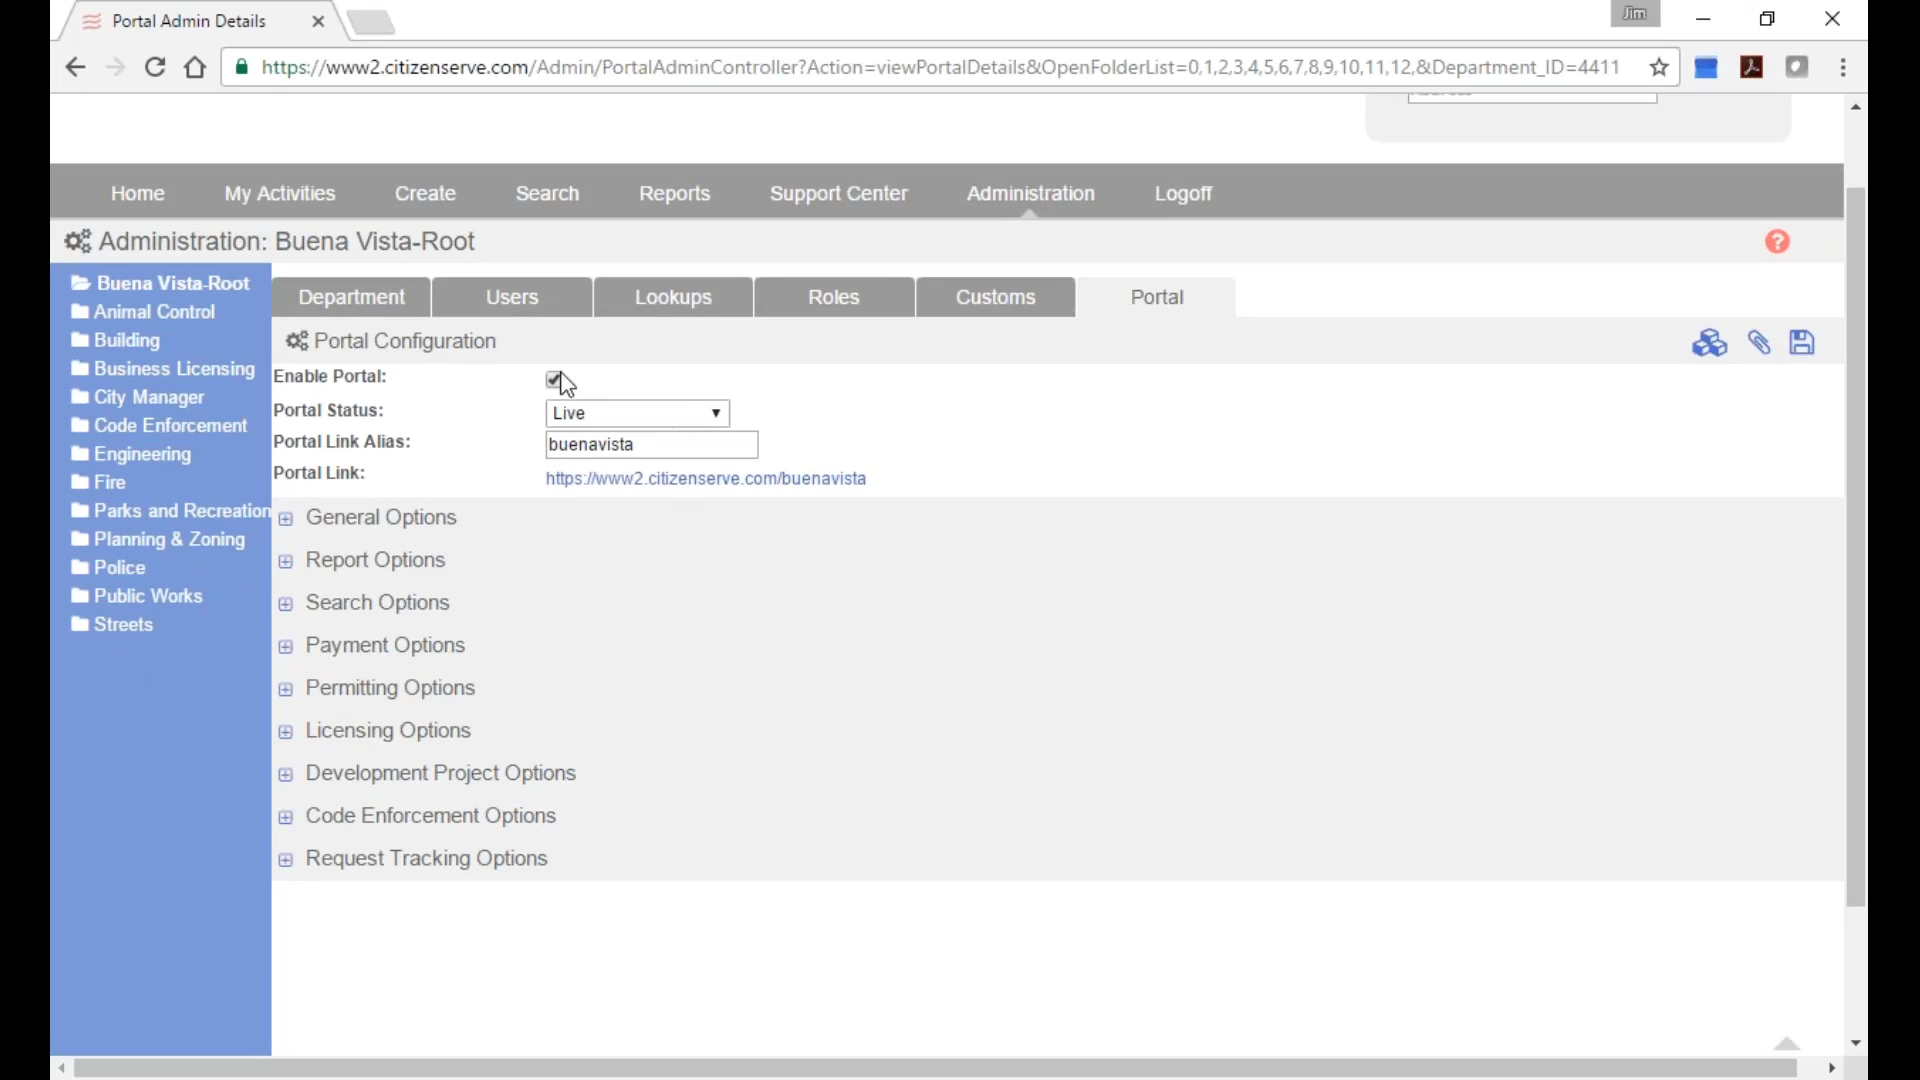 Portal Admin Details
Jim
https://www2.citizenserve.com/Admin/PortalAdminController?Action=viewPortalDetails&OpenFolderList=0,1,2,3,4,5,6,7,8,9,10,11,12,&Department_ID=4411
Home My Activities Create Search Reports Support Center Administration Logoff
Administration: Buena Vista-Root
?
Buena Vista-Root
Animal Control
Building
Business Licensing
City Manager
Code Enforcement
Engineering
Fire
Parks and Recreation
Planning & Zoning
Police
Public Works
Streets
Department Users Lookups Roles Customs Portal
Portal Configuration
Enable Portal:
Portal Status: Live
Portal Link Alias: buenavista
Portal Link: https://www2.citizenserve.com/buenavista
General Options
Report Options
Search Options
Payment Options
Permitting Options
Licensing Options
Development Project Options
Code Enforcement Options
Request Tracking Options